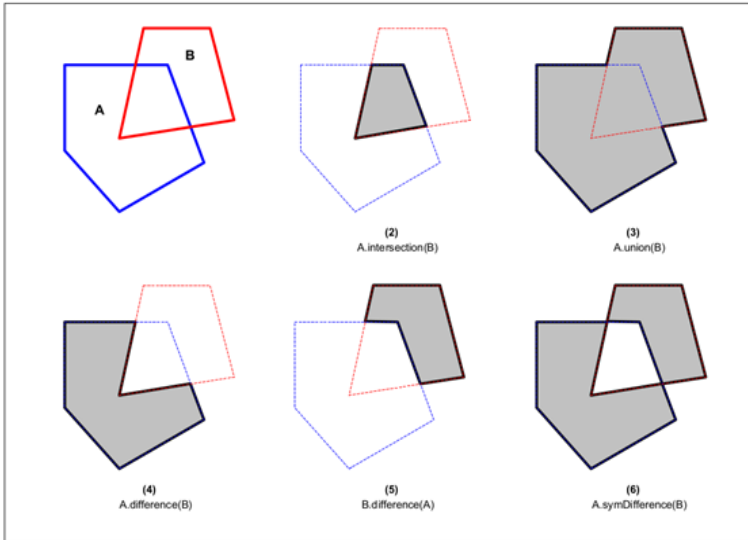 A
B
(2)
A.intersection(B)
(3)
A.union(B)
(4)
A.difference(B)
(5)
B.difference(A)
(6)
A.symDifference(B)